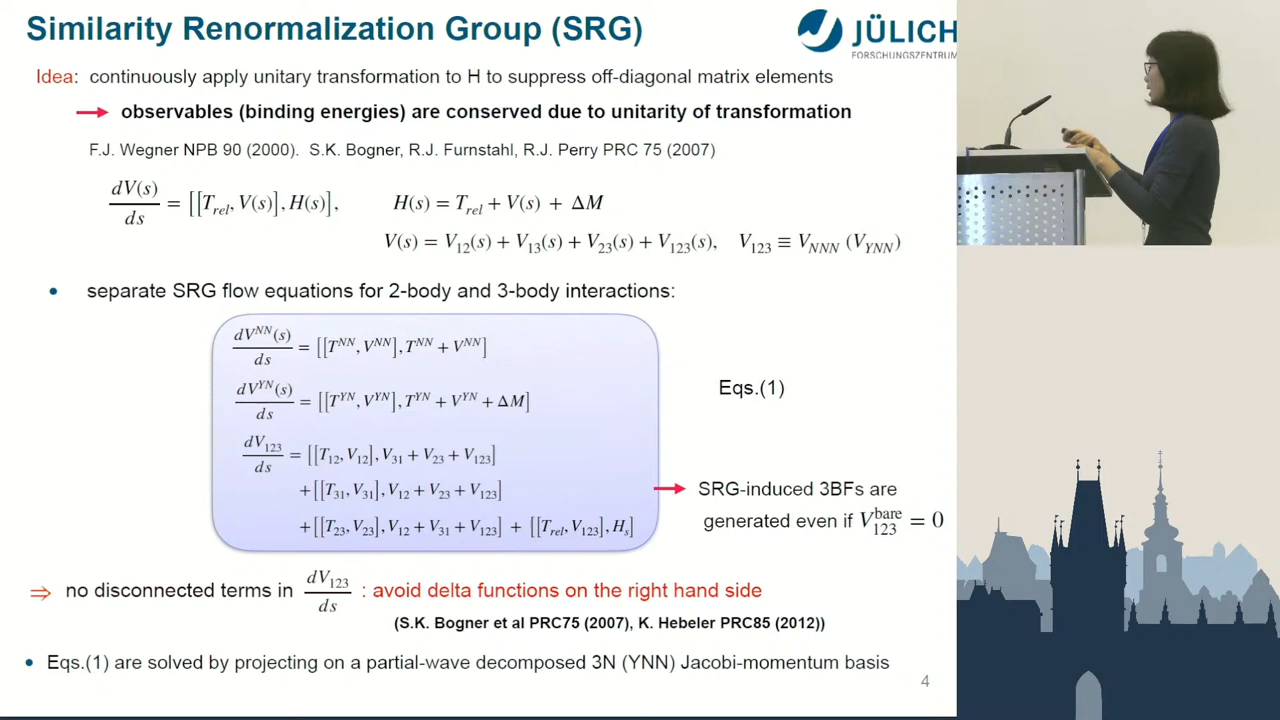 Similarity Renormalization Group (SRG)
JÜLICH
FORSCHUNGSZENTRUM
Idea: continuously apply unitary transformation to H to suppress off-diagonal matrix elements
observables (binding energies) are conserved due to unitarity of transformation
F.J. Wegner NPB 90 (2000). S.K. Bogner, R.J. Furnstahl, R.J. Perry PRC 75 (2007)
dV(s)/ds = [[T_rel, V(s)], H(s)], H(s) = T_rel + V(s) + ΔM
V(s) = V_12(s) + V_13(s) + V_23(s) + V_123(s), V_123 ≡ V_NNN (V_YNN)
• separate SRG flow equations for 2-body and 3-body interactions:
dV^NN(s)/ds = [[T^NN, V^NN], T^NN + V^NN]
Eqs.(1)
dV^YN(s)/ds = [[T^YN, V^YN], T^YN + V^YN + ΔM]
dV_123/ds = [[T_12, V_12], V_31 + V_23 + V_123]
+[[T_31, V_31], V_12 + V_23 + V_123]
+[[T_23, V_23], V_12 + V_31 + V_123] + [[T_rel, V_123], H_s]
SRG-induced 3BFs are
generated even if V_123^bare = 0
⇒ no disconnected terms in dV_123/ds : avoid delta functions on the right hand side
(S.K. Bogner et al PRC75 (2007), K. Hebeler PRC85 (2012))
• Eqs.(1) are solved by projecting on a partial-wave decomposed 3N (YNN) Jacobi-momentum basis
4